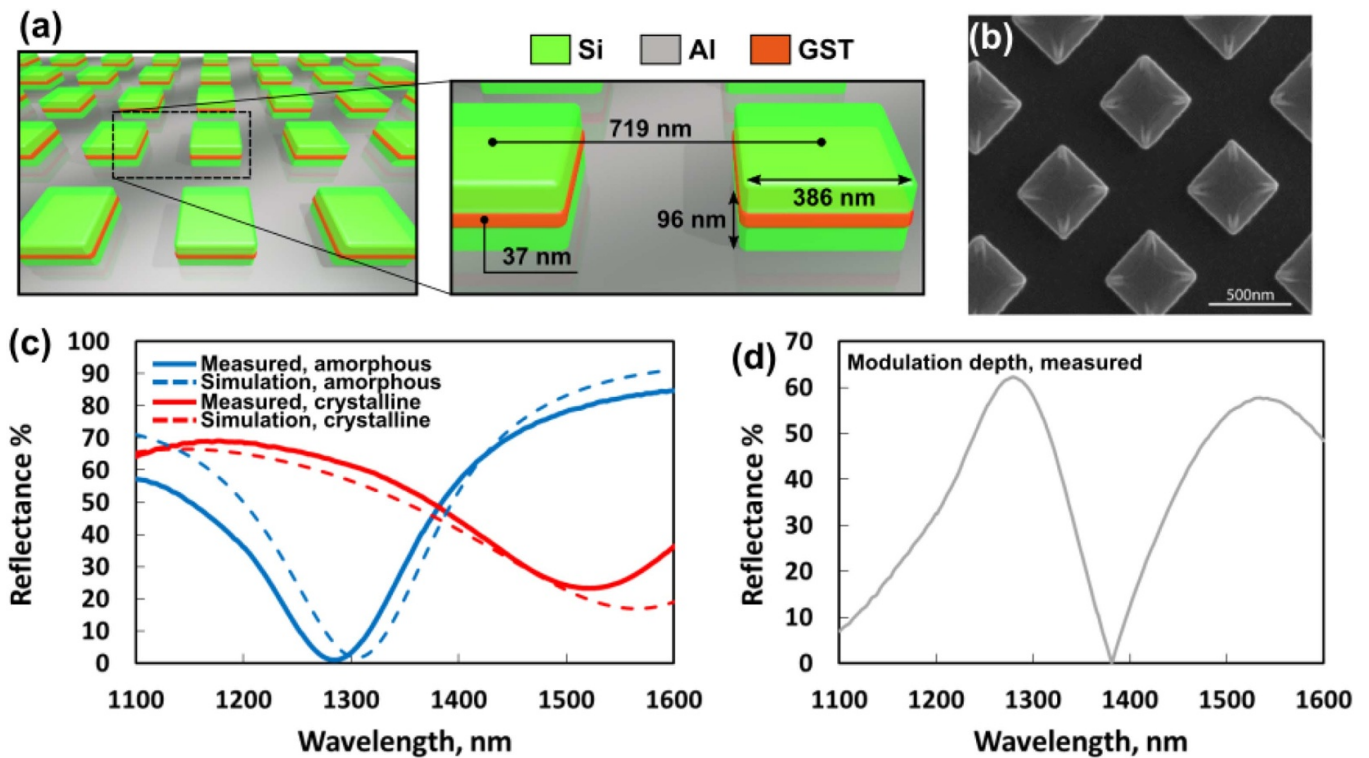 (a)
Si Al GST
719 nm
386 nm
96 nm
37 nm
(b)
500nm
(c)
100
90
80
70
60
50
40
30
20
10
0
Reflectance %
Measured, amorphous
Simulation, amorphous
Measured, crystalline
Simulation, crystalline
1100 1200 1300 1400 1500 1600
Wavelength, nm
(d)
70
60
50
40
30
20
10
0
Reflectance %
Modulation depth, measured
1100 1200 1300 1400 1500 1600
Wavelength, nm